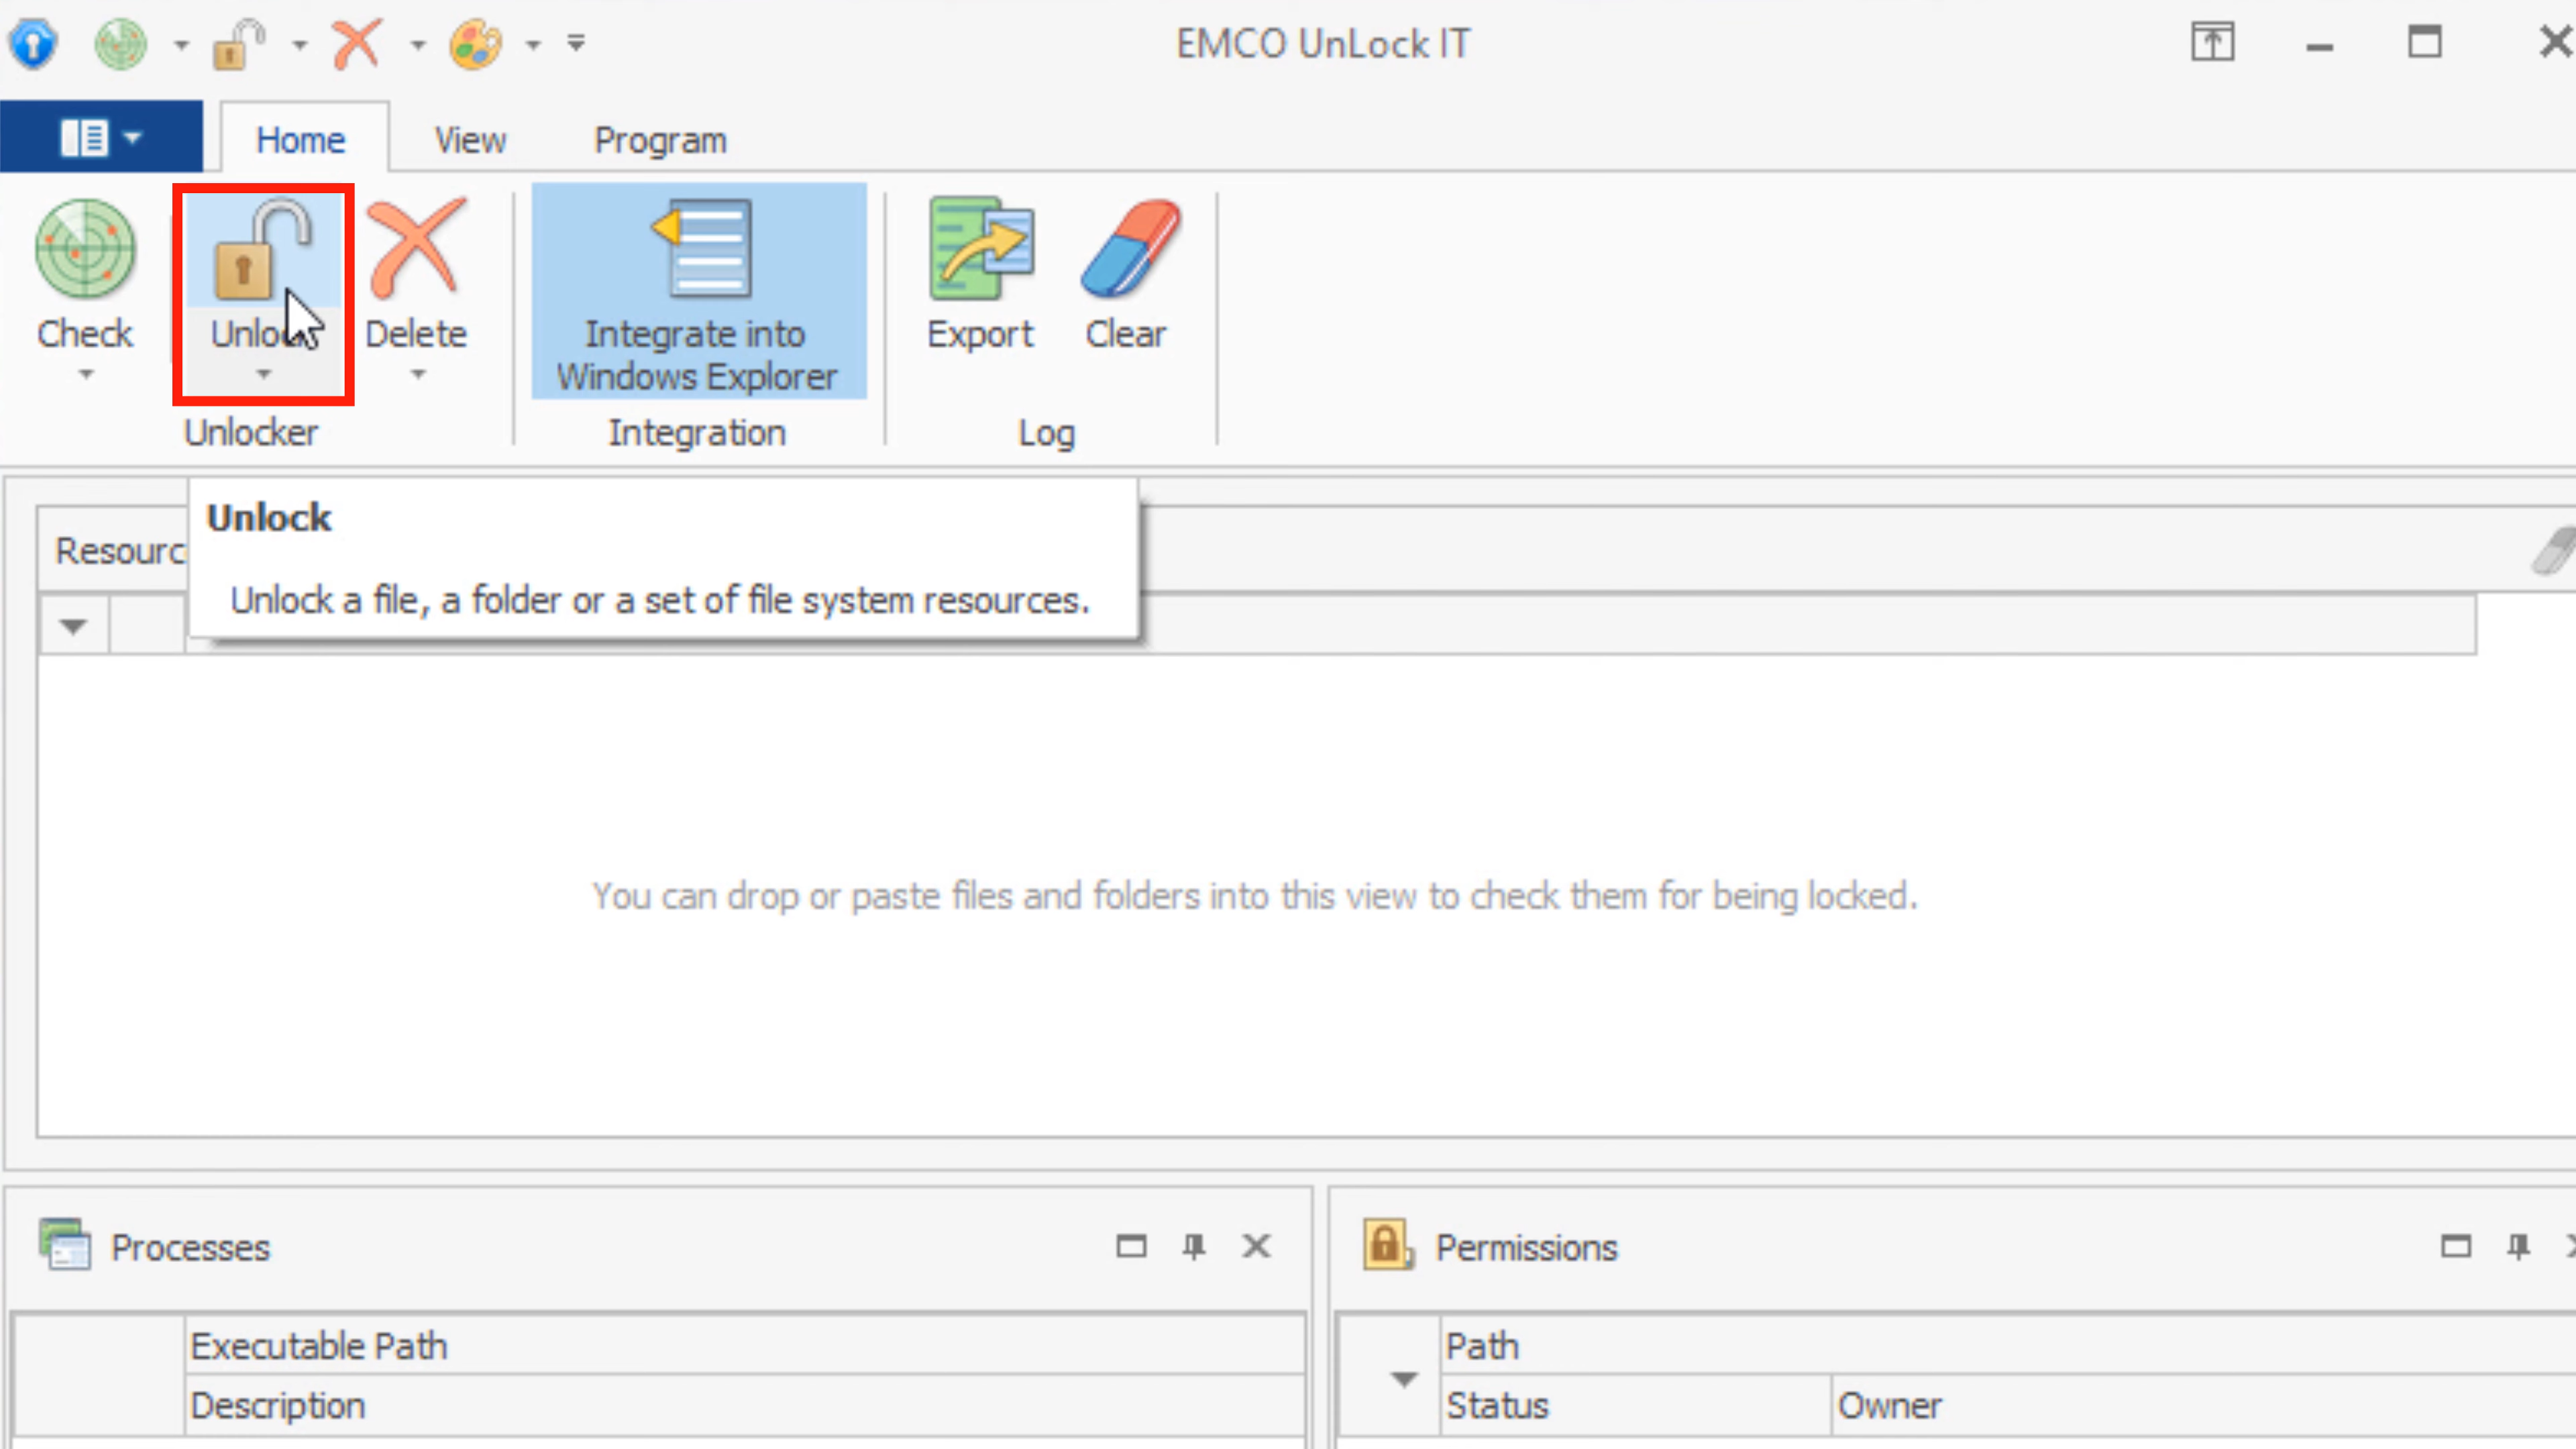 EMCO UnLock IT
Home View Program
Check Delete Integrate into Windows Explorer Export Clear
Unlocker Integration Log
Unlock
Unlock a file, a folder or a set of file system resources.
You can drop or paste files and folders into this view to check them for being locked.
Processes Permissions
Executable Path Path
Description Status Owner